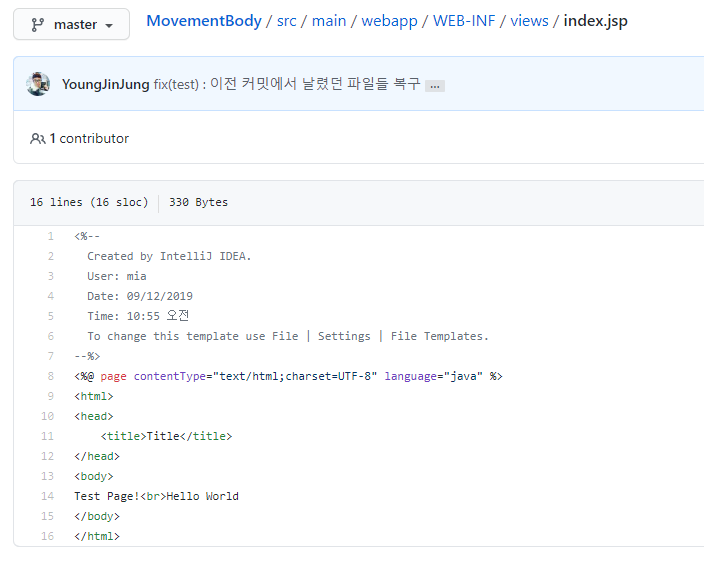 master MovementBody / src / main / webapp / WEB-INF / views / index.jsp
YoungJinJung fix(test) : 이전 커밋에서 날렸던 파일들 복구 ...
1 contributor
16 lines (16 sloc) 330 Bytes
1 <%--
2 Created by IntelliJ IDEA.
3 User: mia
4 Date: 09/12/2019
5 Time: 10:55 오전
6 To change this template use File | Settings | File Templates.
7 --%>
8 <%@ page contentType="text/html;charset=UTF-8" language="java" %>
9 <html>
10 <head>
11 <title>Title</title>
12 </head>
13 <body>
14 Test Page!<br>Hello World
15 </body>
16 </html>